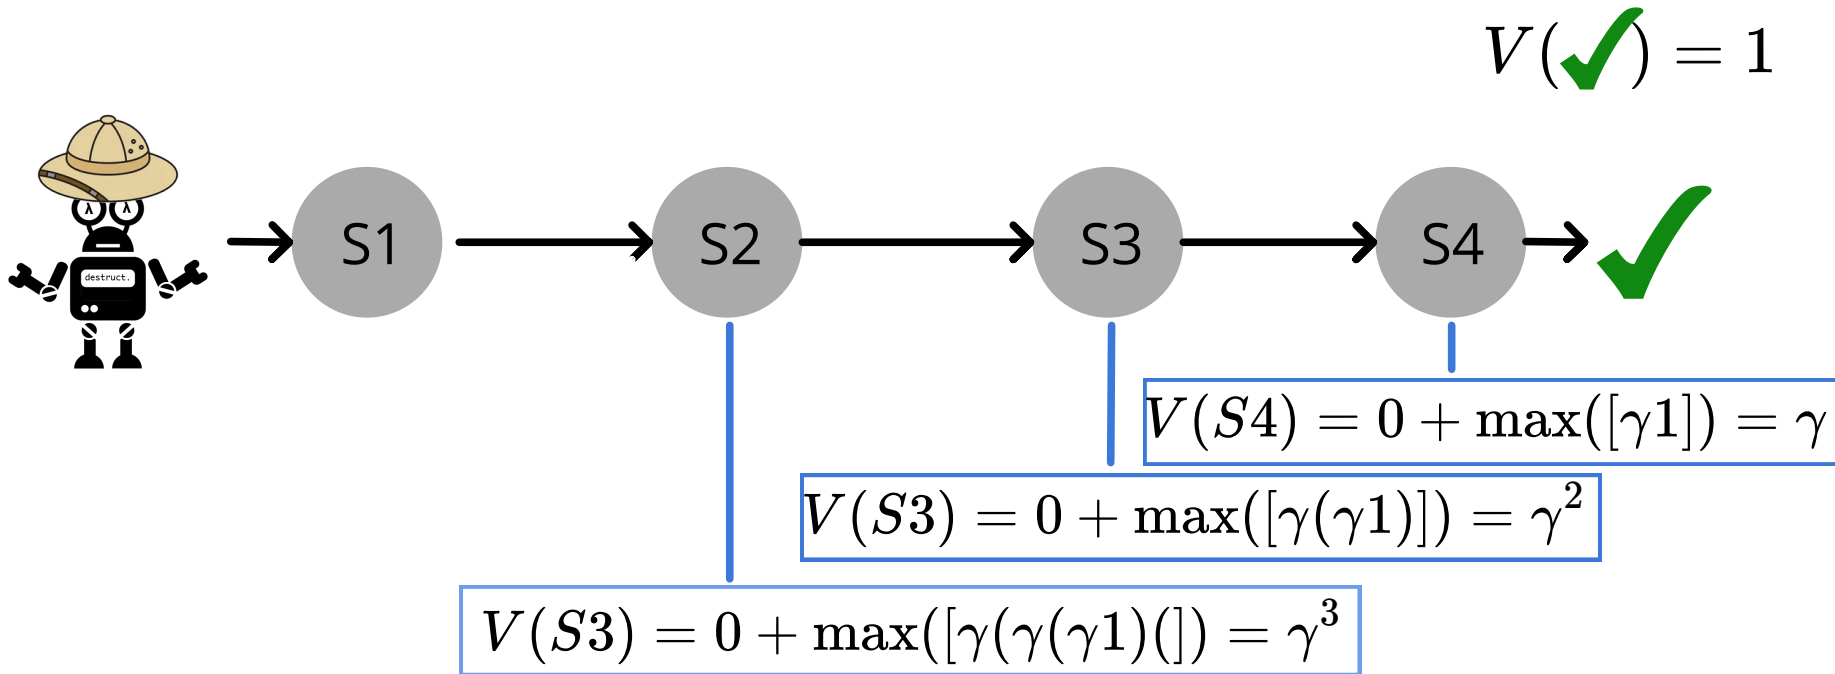 V(✓) = 1
λ λ
destruct.
S1 S2 S3 S4
V(S4) = 0 + max([γ1]) = γ
V(S3) = 0 + max([γ(γ1)]) = γ²
V(S3) = 0 + max([γ(γ(γ1)(]) = γ³